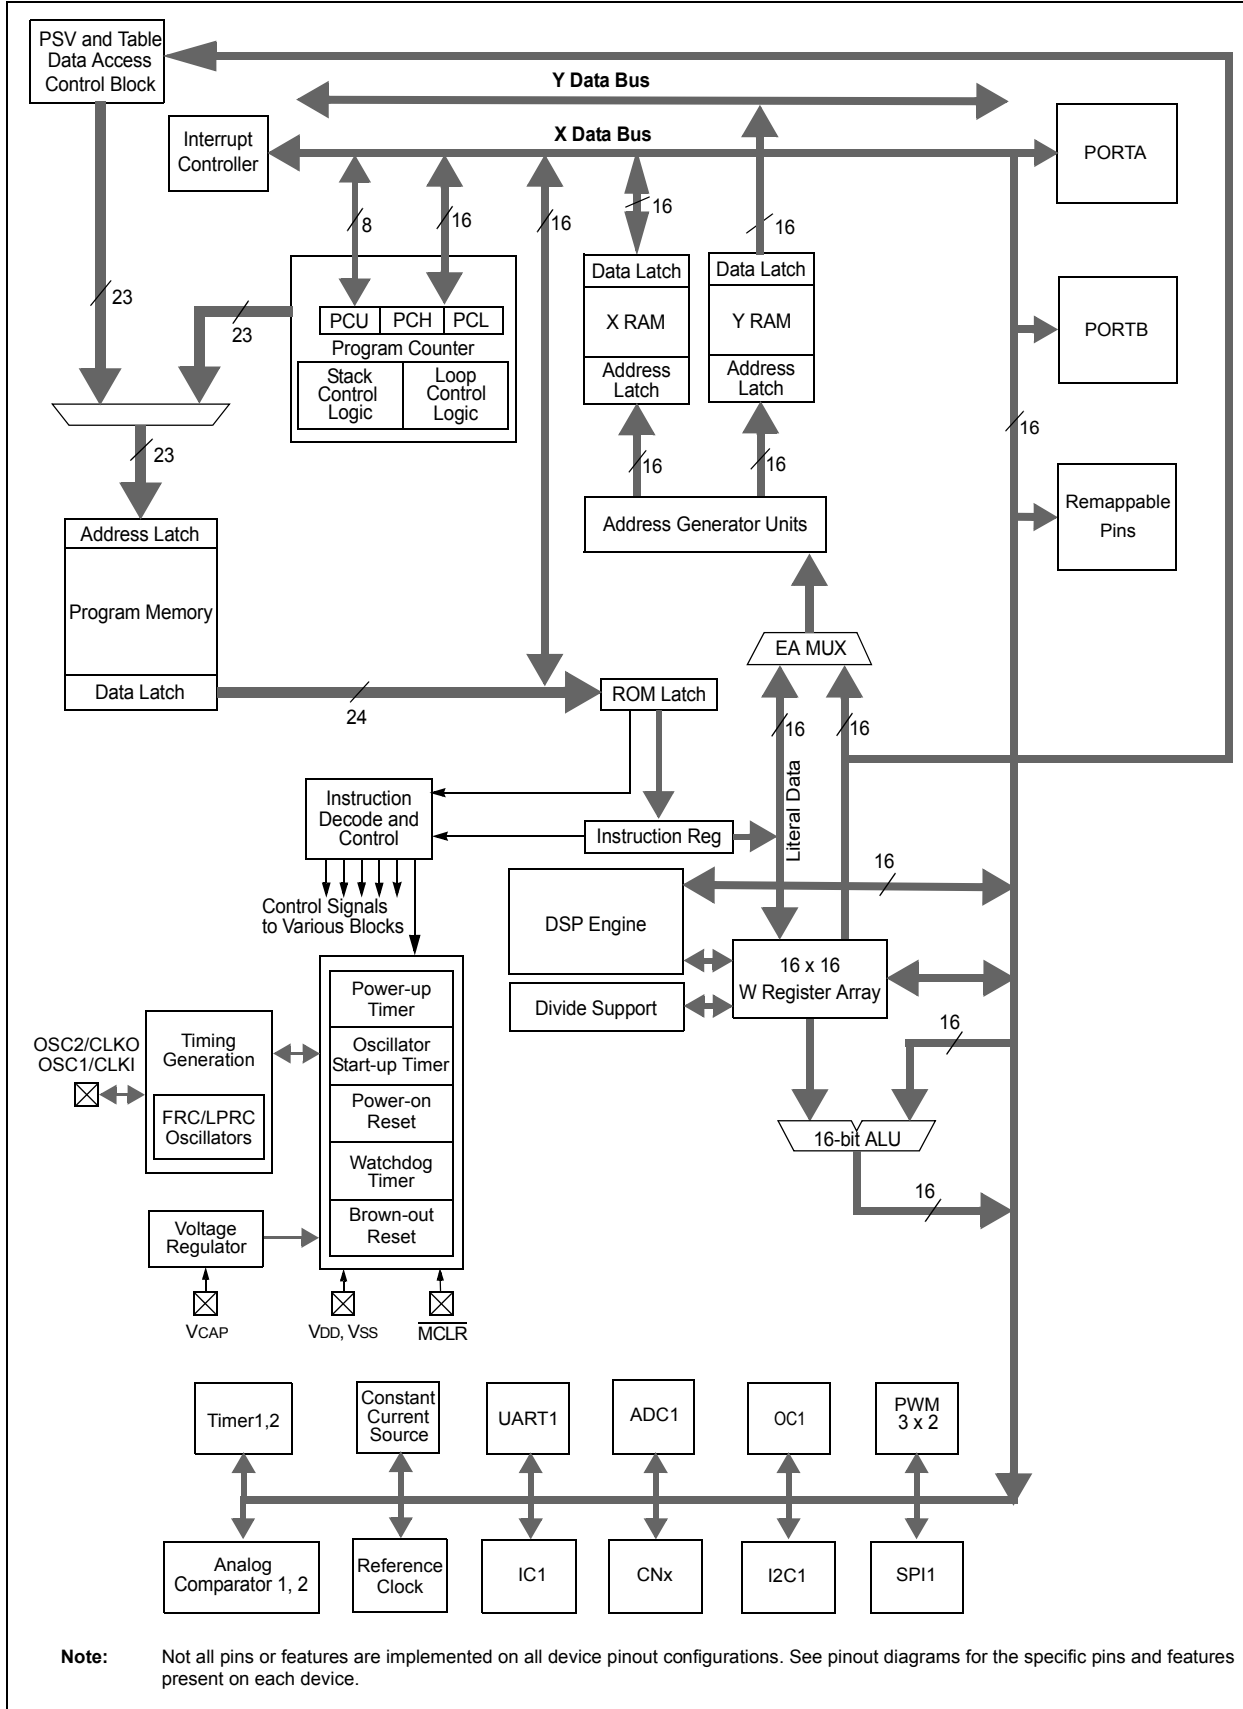 PSV and Table
Data Access
Control Block
Y Data Bus
Interrupt
Controller
X Data Bus
PORTA
8
16
16
16
16
23
23
Data Latch
X RAM
Address
Latch
Data Latch
Y RAM
Address
Latch
PCU
PCH
PCL
Program Counter
Stack
Control
Logic
Loop
Control
Logic
PORTB
16
23
16
16
Address Latch
Program Memory
Data Latch
Address Generator Units
Remappable
Pins
EA MUX
24
ROM Latch
16
16
Literal Data
Instruction
Decode and
Control
Instruction Reg
Control Signals
to Various Blocks
16
DSP Engine
16 x 16
W Register Array
Divide Support
16
Power-up
Timer
OSC2/CLKO
OSC1/CLKI
Timing
Generation
FRC/LPRC
Oscillators
Oscillator
Start-up Timer
Power-on
Reset
Watchdog
Timer
Brown-out
Reset
16-bit ALU
16
Voltage
Regulator
VCAP
VDD, VSS
MCLR
Timer1,2
Constant
Current
Source
UART1
ADC1
OC1
PWM
3 x 2
Analog
Comparator 1, 2
Reference
Clock
IC1
CNx
I2C1
SPI1
Note: Not all pins or features are implemented on all device pinout configurations. See pinout diagrams for the specific pins and features
present on each device.